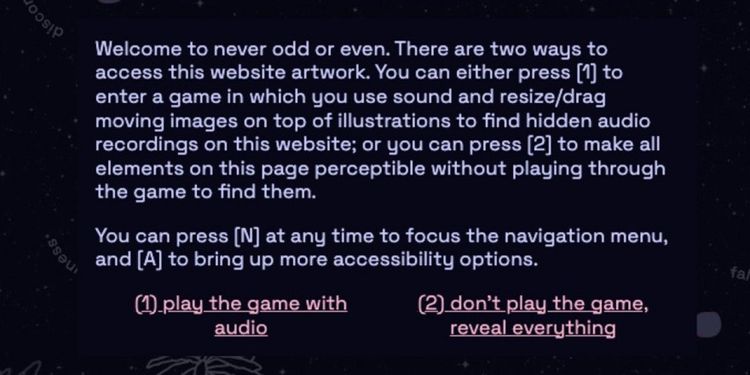 Welcome to never odd or even. There are two ways to
access this website artwork. You can either press [1] to
enter a game in which you use sound and resize/drag
moving images on top of illustrations to find hidden audio
recordings on this website; or you can press [2] to make all
elements on this page perceptible without playing through
the game to find them.
You can press [N] at any time to focus the navigation menu,
and [A] to bring up more accessibility options.
(1) play the game with
audio
(2) don't play the game,
reveal everything